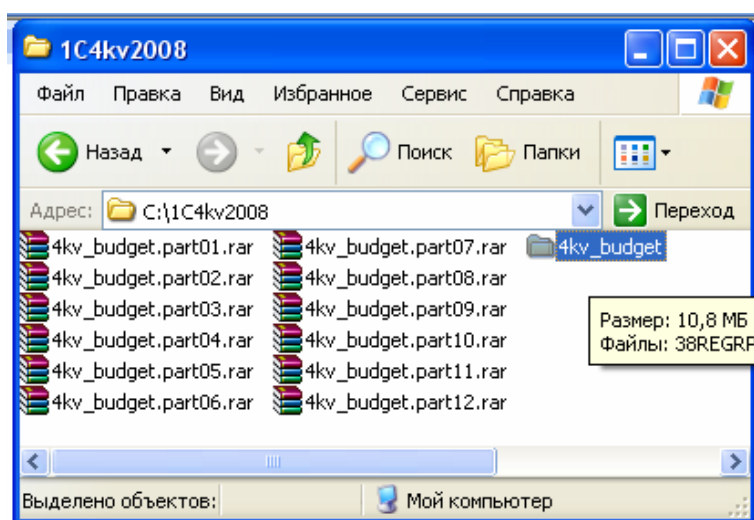 1C4kv2008
Файл Правка Вид Избранное Сервис Справка
Назад Поиск Папки
Адрес: C:\1C4kv2008 Переход
4kv_budget.part01.rar 4kv_budget.part07.rar 4kv_budget
4kv_budget.part02.rar 4kv_budget.part08.rar
4kv_budget.part03.rar 4kv_budget.part09.rar
4kv_budget.part04.rar 4kv_budget.part10.rar
4kv_budget.part05.rar 4kv_budget.part11.rar
4kv_budget.part06.rar 4kv_budget.part12.rar
Размер: 10,8 МБ
Файлы: 38REGRP
Выделено объектов: Мой компьютер